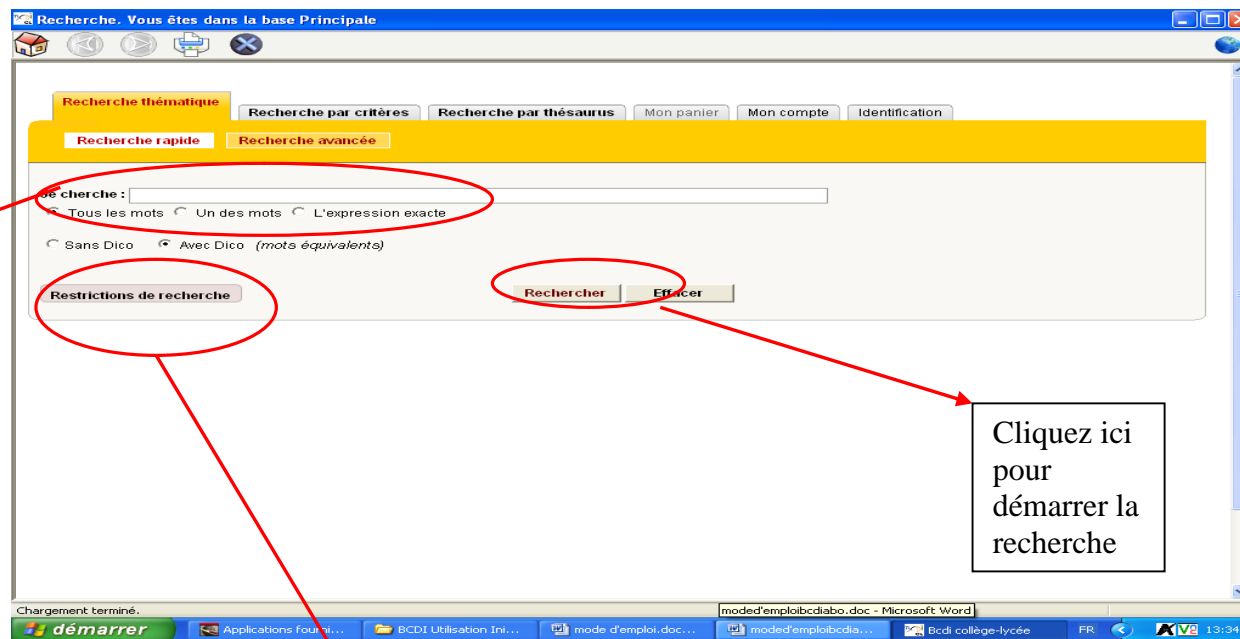 Recherche. Vous êtes dans la base Principale
Recherche thématique Recherche par critères Recherche par thésaurus Mon panier Mon compte Identification
Recherche rapide Recherche avancée
Je cherche :
Tous les mots Un des mots L'expression exacte
Sans Dico Avec Dico (mots équivalents)
Restrictions de recherche Rechercher Effacer
Cliquez ici
pour
démarrer la
recherche
Chargement terminé.
moded'emploibcdiabo.doc - Microsoft Word
démarrer Applications fourni... BCDI Utilisation Ini... mode d'emploi.doc... moded'emploibcdia... Bcdi collège-lycée FR 13:34